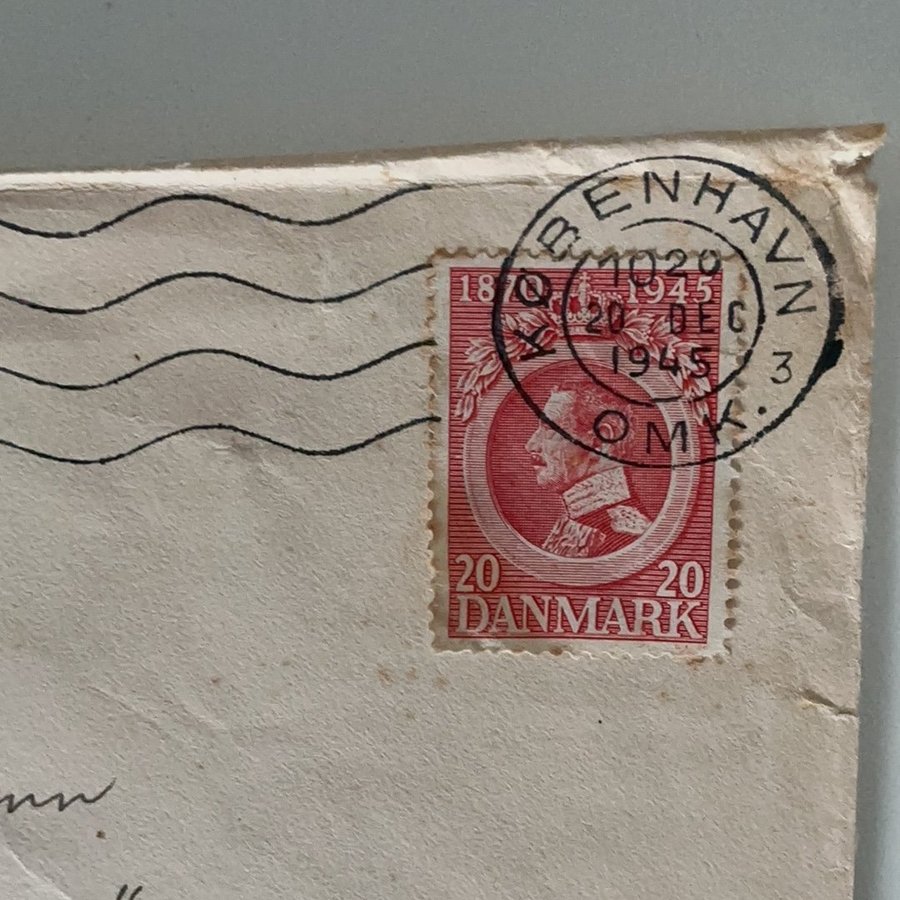 KØBENHAVN
1020
20 DEC
1945
OMK. 3
1870 1945
20 20
DANMARK